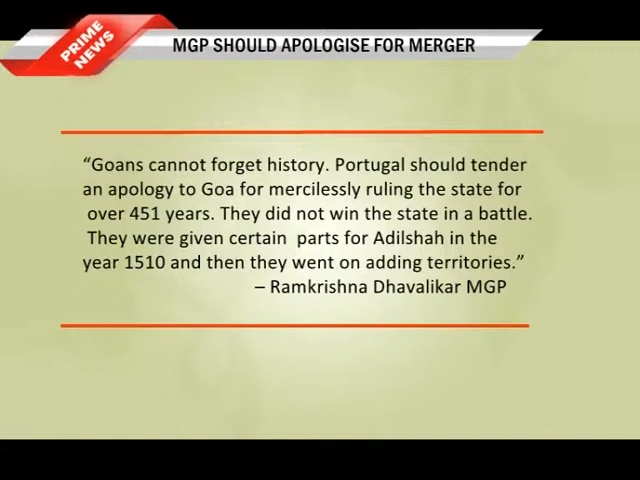 PRIME
NEWS
MGP SHOULD APOLOGISE FOR MERGER
“Goans cannot forget history. Portugal should tender
an apology to Goa for mercilessly ruling the state for
over 451 years. They did not win the state in a battle.
They were given certain parts for Adilshah in the
year 1510 and then they went on adding territories.”
– Ramkrishna Dhavalikar MGP